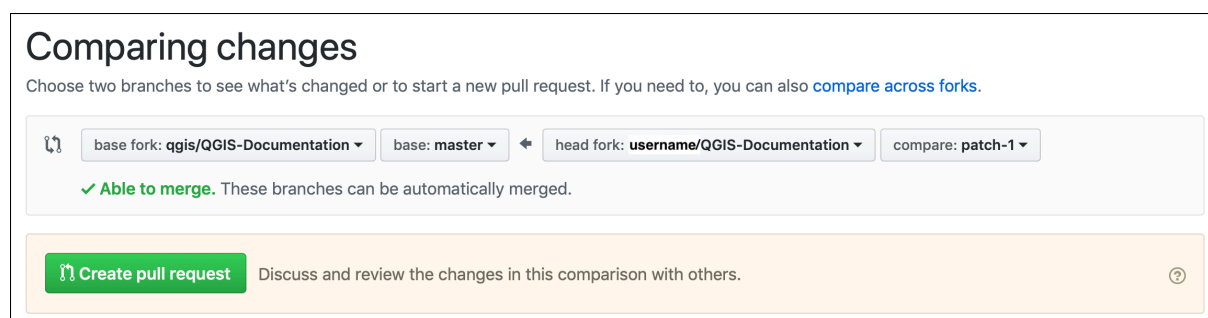 Comparing changes
Choose two branches to see what's changed or to start a new pull request. If you need to, you can also compare across forks.
base fork: qgis/QGIS-Documentation base: master head fork: username/QGIS-Documentation compare: patch-1
Able to merge. These branches can be automatically merged.
Create pull request Discuss and review the changes in this comparison with others. ?